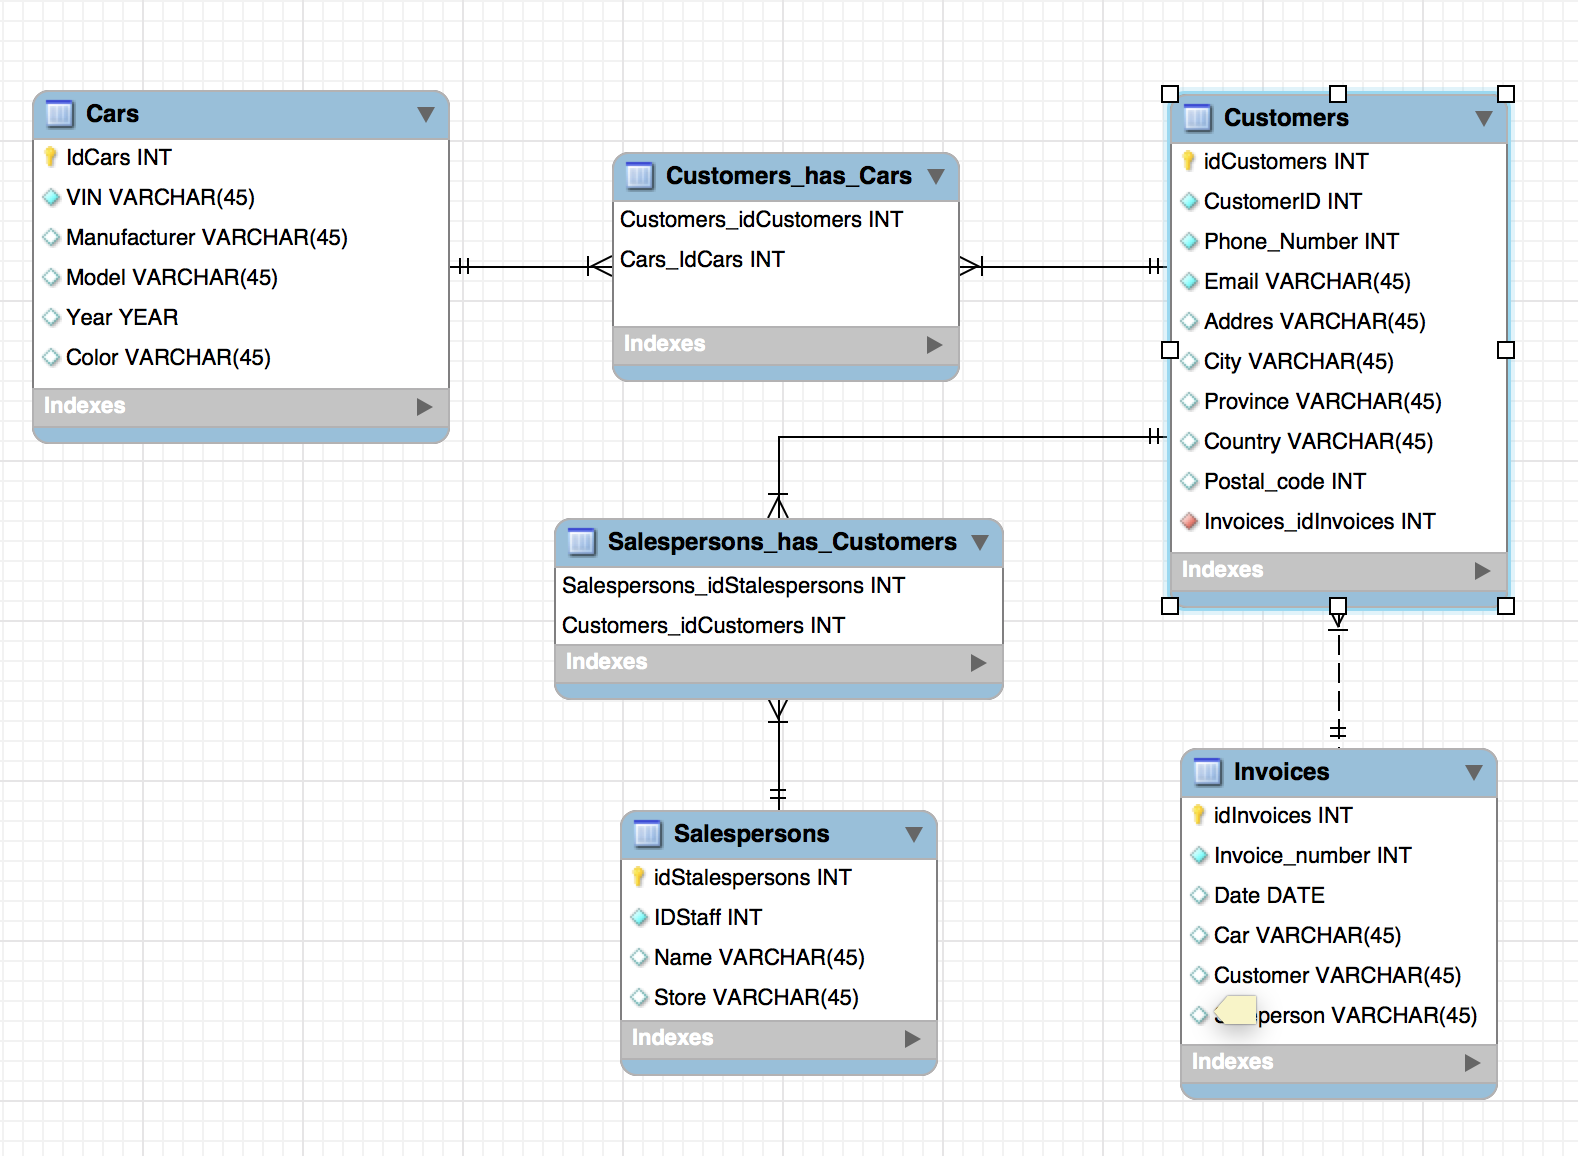 Cars
IdCars INT
VIN VARCHAR(45)
Manufacturer VARCHAR(45)
Model VARCHAR(45)
Year YEAR
Color VARCHAR(45)
Indexes
Customers_has_Cars
Customers_idCustomers INT
Cars_IdCars INT
Indexes
Customers
idCustomers INT
CustomerID INT
Phone_Number INT
Email VARCHAR(45)
Addres VARCHAR(45)
City VARCHAR(45)
Province VARCHAR(45)
Country VARCHAR(45)
Postal_code INT
Invoices_idInvoices INT
Indexes
Salespersons_has_Customers
Salespersons_idStalespersons INT
Customers_idCustomers INT
Indexes
Salespersons
idStalespersons INT
IDStaff INT
Name VARCHAR(45)
Store VARCHAR(45)
Indexes
Invoices
idInvoices INT
Invoice_number INT
Date DATE
Car VARCHAR(45)
Customer VARCHAR(45)
VARCHAR(45)
Indexes